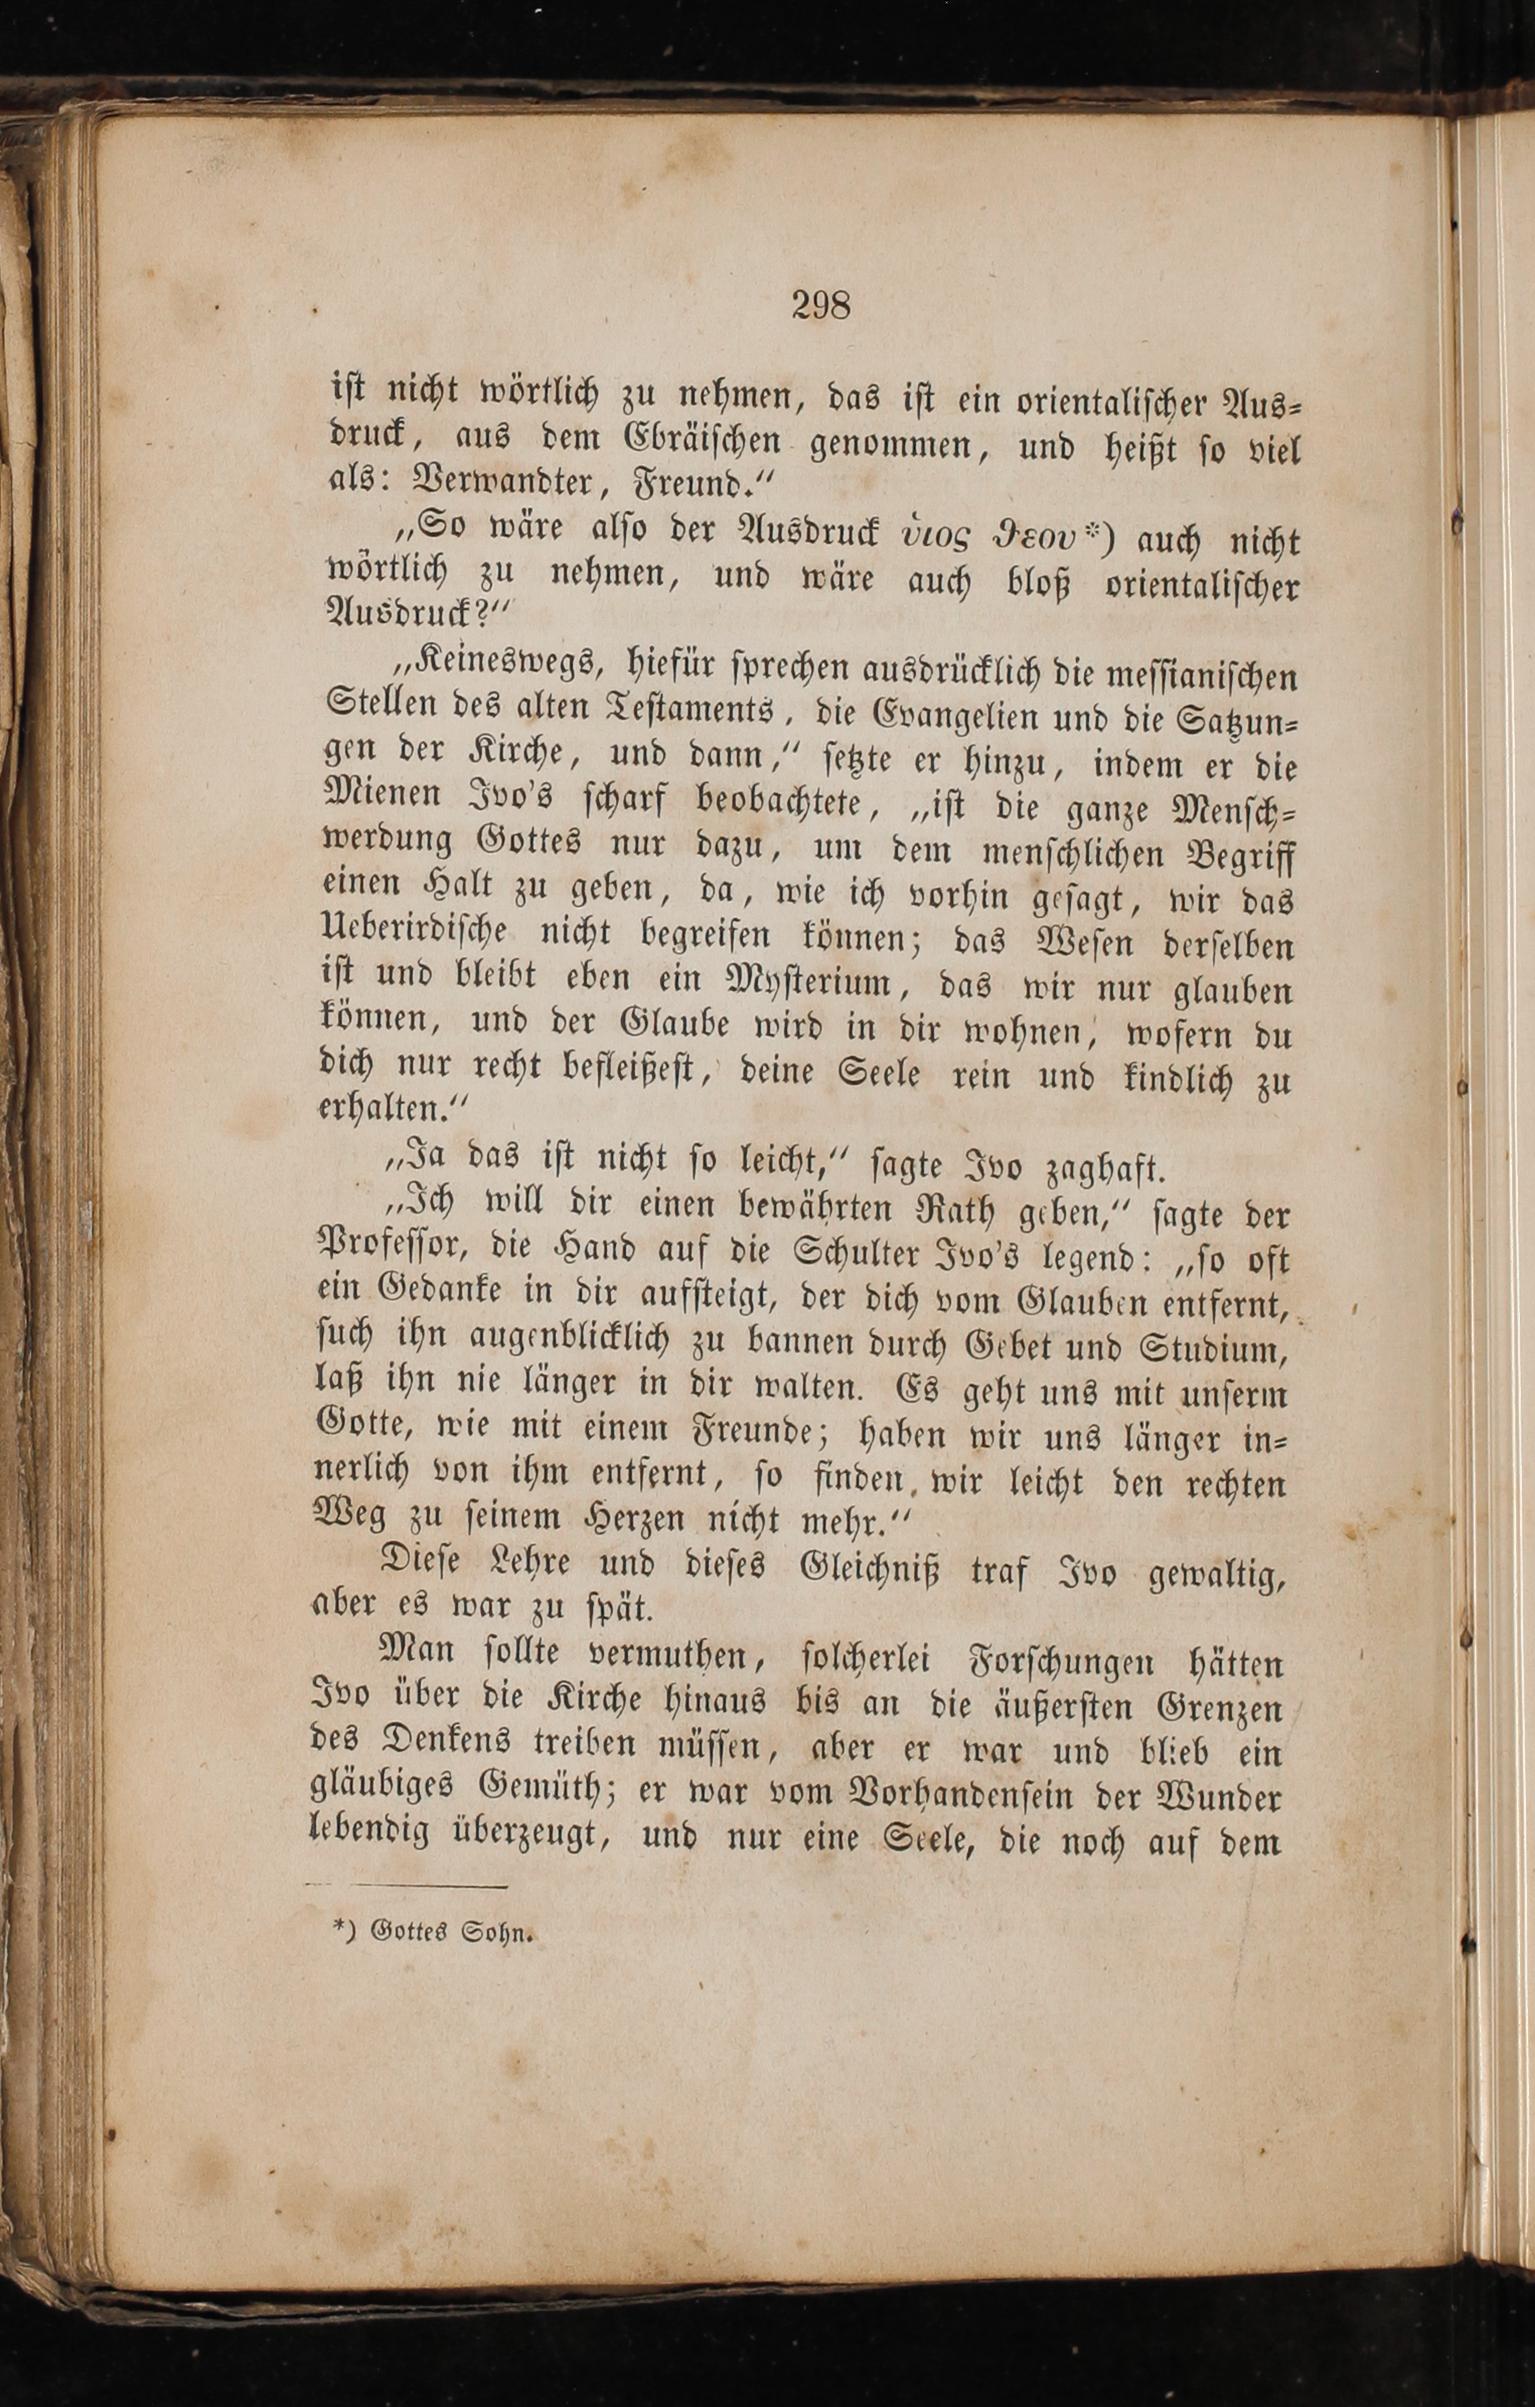 298
iſt nicht wörtlich zu nehmen, das iſt ein orientaliſcher Aus⸗
druck, aus dem Ebräiſchen genommen, und heißt ſo viel
als: Verwandter, Freund.“
„So wäre alſo der Ausdruck ὑιος ϑεου*) auch nicht
wörtlich zu nehmen, und wäre auch bloß orientaliſcher
Ausdruck?“
„Keineswegs, hiefür ſprechen ausdrücklich die meſſianiſchen
Stellen des alten Teſtaments, die Evangelien und die Satzun⸗
gen der Kirche, und dann,“ ſetzte er hinzu, indem er die
Mienen Ivo's ſcharf beobachtete, „iſt die ganze Menſch⸗
werdung Gottes nur dazu, um dem menſchlichen Begriff
einen Halt zu geben, da, wie ich vorhin geſagt, wir das
Ueberirdiſche nicht begreifen können; das Weſen derſelben
iſt und bleibt eben ein Myſterium, das wir nur glauben
können, und der Glaube wird in dir wohnen, wofern du
dich nur recht befleißeſt, deine Seele rein und kindlich zu
erhalten.“
„Ja das iſt nicht ſo leicht,“ ſagte Ivo zaghaft.
„Ich will dir einen bewährten Rath geben,“ ſagte der
Profeſſor, die Hand auf die Schulter Ivo's legend: „ſo oft
ein Gedanke in dir aufſteigt, der dich vom Glauben entfernt,
ſuch ihn augenblicklich zu bannen durch Gebet und Studium,
laß ihn nie länger in dir walten. Es geht uns mit unſerm
Gotte, wie mit einem Freunde; haben wir uns länger in⸗
nerlich von ihm entfernt, ſo finden wir leicht den rechten
Weg zu ſeinem Herzen nicht mehr.“
Dieſe Lehre und dieſes Gleichniß traf Ivo gewaltig,
aber es war zu ſpät.
Man ſollte vermuthen, ſolcherlei Forſchungen hätten
Ivo über die Kirche hinaus bis an die äußerſten Grenzen
des Denkens treiben müſſen, aber er war und blieb ein
gläubiges Gemüth; er war vom Vorhandenſein der Wunder
lebendig überzeugt, und nur eine Seele, die noch auf dem
*) Gottes Sohn.